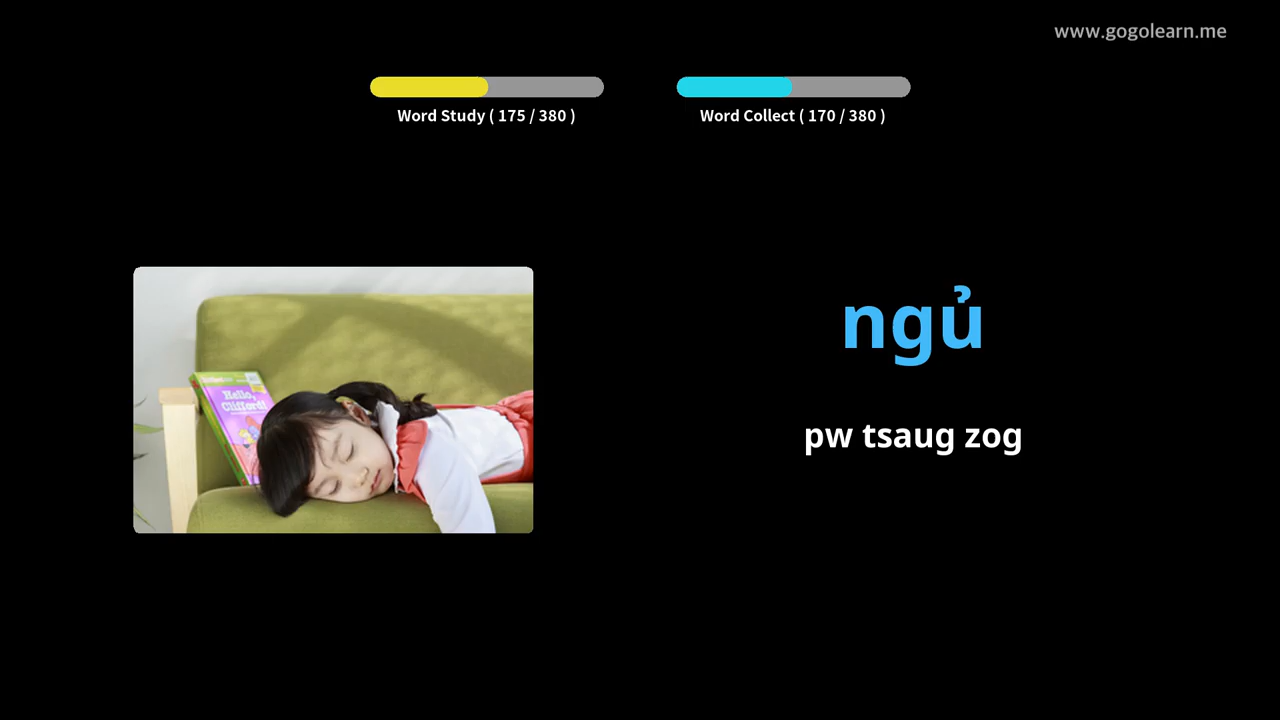 www.gogolearn.me
Word Study ( 175 / 380 )
Word Collect ( 170 / 380 )
Hello,
Clifford!
ngủ
pw tsaug zog